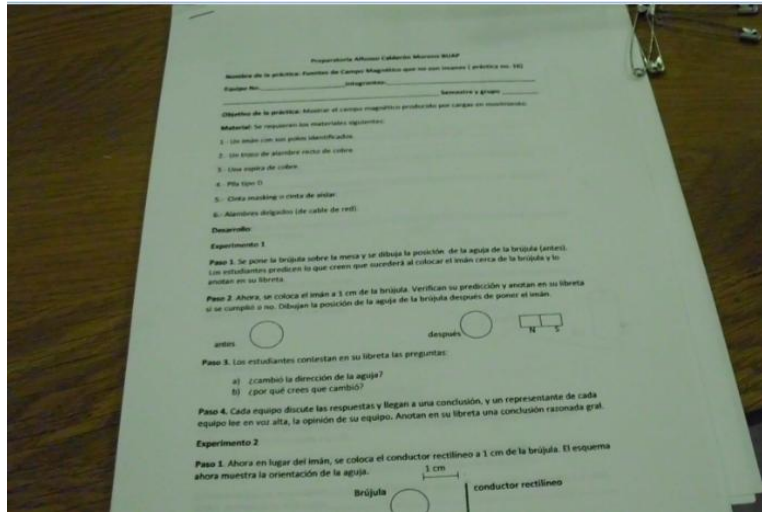 Preparatoria Alfonso Calderón Moreno BUAP
Nombre de la práctica: Fuentes de Campo Magnético que no son imanes ( práctica no. 16)
Equipo No. Integrantes:
Semestre y grupo
Objetivo de la práctica: Mostrar el campo magnético producido por cargas en movimiento.
Material: Se requieren los materiales siguientes:
1.- Un imán con sus polos identificados.
2.- Un trozo de alambre recto de cobre
3.- Una espira de cobre
4.- Pila tipo D
5.- Cinta masking o cinta de aislar.
6.- Alambres delgados (de cable de red).
Desarrollo:
Experimento 1
Paso 1. Se pone la brújula sobre la mesa y se dibuja la posición de la aguja de la brújula (antes).
Los estudiantes predicen lo que creen que sucederá al colocar el imán cerca de la brújula y lo
anotan en su libreta.
Paso 2. Ahora, se coloca el imán a 1 cm de la brújula. Verifican su predicción y anotan en su libreta
si se cumplió o no. Dibujan la posición de la aguja de la brújula después de poner el imán.
antes después N S
Paso 3. Los estudiantes contestan en su libreta las preguntas:
a) ¿cambió la dirección de la aguja?
b) ¿por qué crees que cambió?
Paso 4. Cada equipo discute las respuestas y llegan a una conclusión, y un representante de cada
equipo lee en voz alta, la opinión de su equipo. Anotan en su libreta una conclusión razonada gral.
Experimento 2
Paso 1. Ahora en lugar del imán, se coloca el conductor rectilíneo a 1 cm de la brújula. El esquema
ahora muestra la orientación de la aguja.
1 cm
Brújula conductor rectilíneo